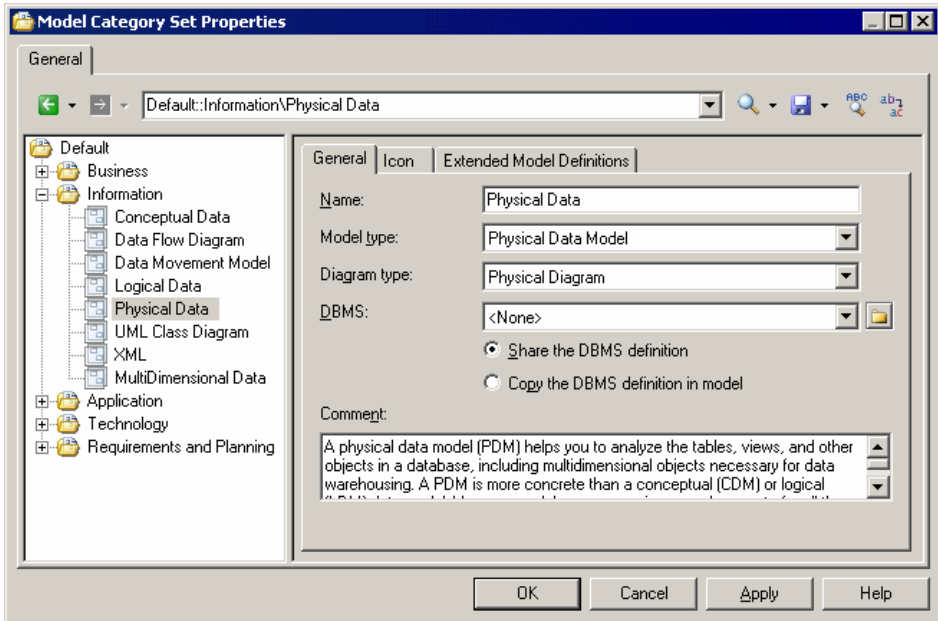 Model Category Set Properties
General
Default::Information\Physical Data
ABC
ab
ac
Default
Business
Information
Conceptual Data
Data Flow Diagram
Data Movement Model
Logical Data
Physical Data
UML Class Diagram
XML
MultiDimensional Data
Application
Technology
Requirements and Planning
General Icon Extended Model Definitions
Name: Physical Data
Model type: Physical Data Model
Diagram type: Physical Diagram
DBMS: <None>
Share the DBMS definition
Copy the DBMS definition in model
Comment:
A physical data model (PDM) helps you to analyze the tables, views, and other
objects in a database, including multidimensional objects necessary for data
warehousing. A PDM is more concrete than a conceptual (CDM) or logical
OK Cancel Apply Help